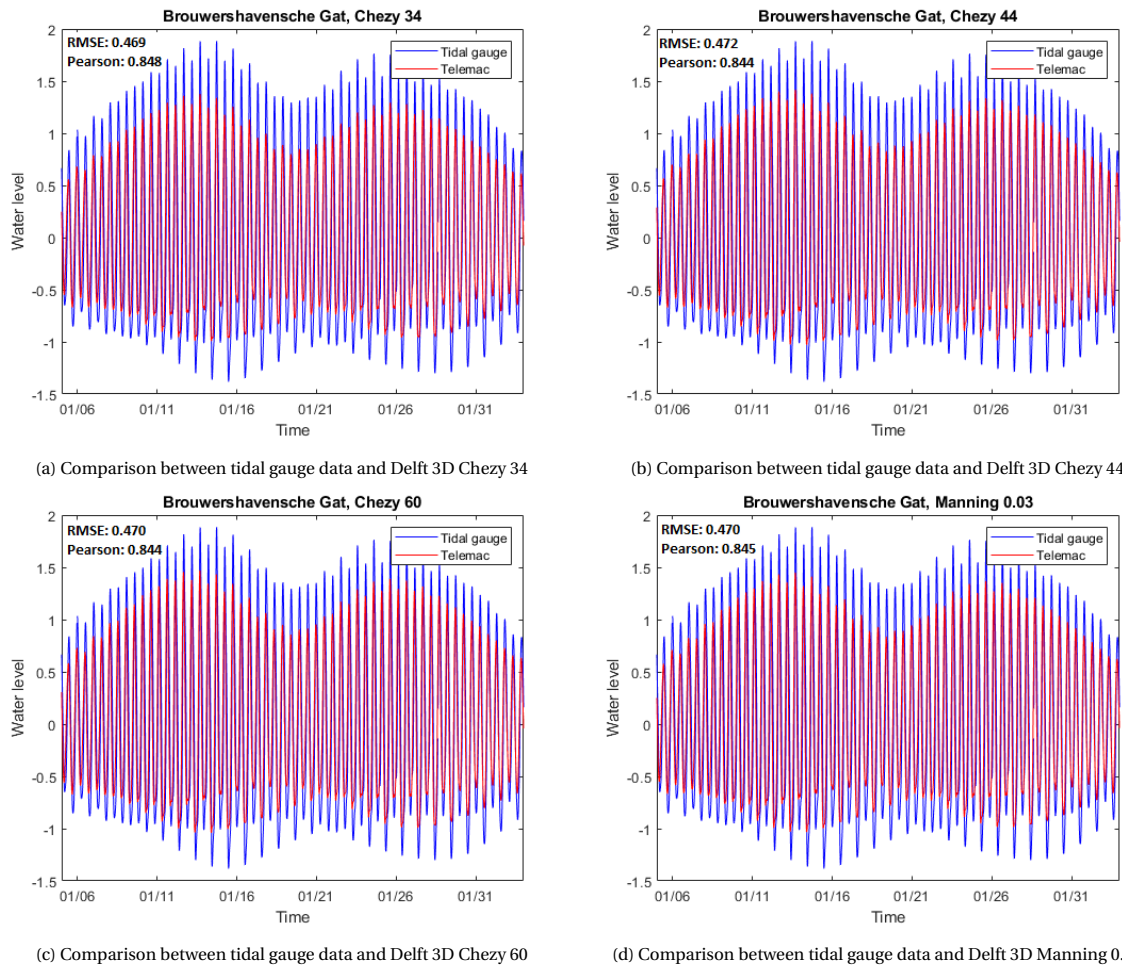 Brouwershavensche Gat, Chezy 34
RMSE: 0.469
Pearson: 0.848
Tidal gauge
Telemac
Water level
2
1.5
1
0.5
0
-0.5
-1
-1.5
01/06 01/11 01/16 01/21 01/26 01/31
Time
(a) Comparison between tidal gauge data and Delft 3D Chezy 34
Brouwershavensche Gat, Chezy 44
RMSE: 0.472
Pearson: 0.844
Tidal gauge
Telemac
Water level
2
1.5
1
0.5
0
-0.5
-1
-1.5
01/06 01/11 01/16 01/21 01/26 01/31
Time
(b) Comparison between tidal gauge data and Delft 3D Chezy 44
Brouwershavensche Gat, Chezy 60
RMSE: 0.470
Pearson: 0.844
Tidal gauge
Telemac
Water level
2
1.5
1
0.5
0
-0.5
-1
-1.5
01/06 01/11 01/16 01/21 01/26 01/31
Time
(c) Comparison between tidal gauge data and Delft 3D Chezy 60
Brouwershavensche Gat, Manning 0.03
RMSE: 0.470
Pearson: 0.845
Tidal gauge
Telemac
Water level
2
1.5
1
0.5
0
-0.5
-1
-1.5
01/06 01/11 01/16 01/21 01/26 01/31
Time
(d) Comparison between tidal gauge data and Delft 3D Manning 0.